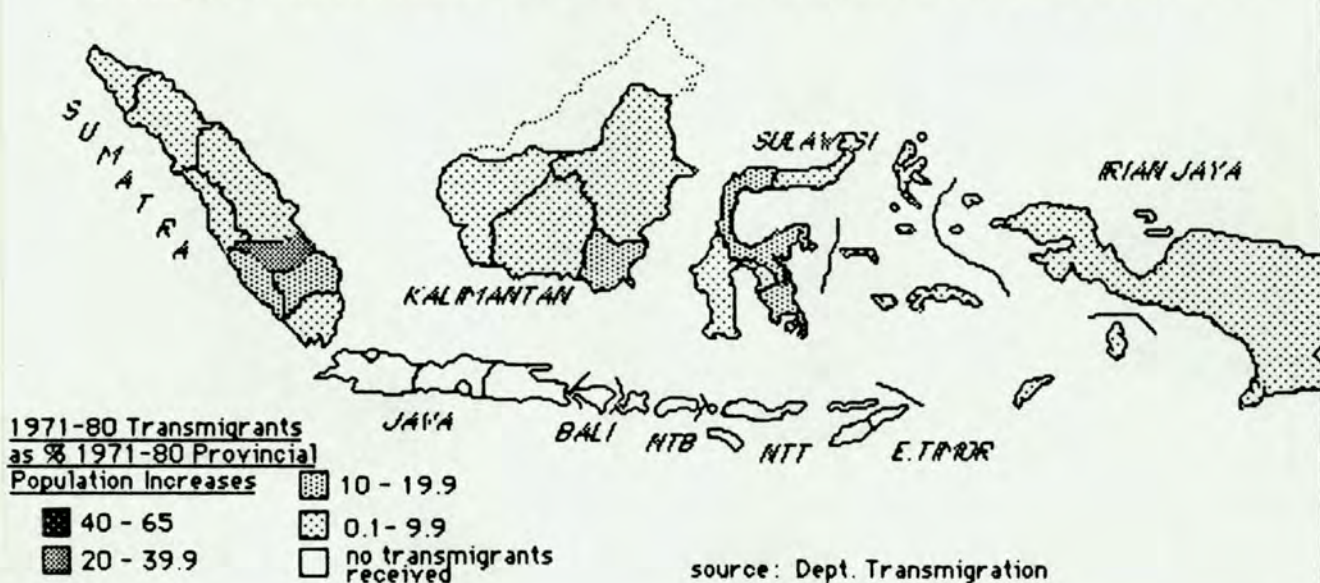 SUMATRA
KALIMANTAN
SULAWESI
IRIAN JAYA
JAVA
BALI
NTB
NTT
E.TIMOR
1971-80 Transmigrants
as % 1971-80 Provincial
Population Increases
40 - 65
20 - 39.9
10 - 19.9
0.1- 9.9
no transmigrants
received
source: Dept. Transmigration